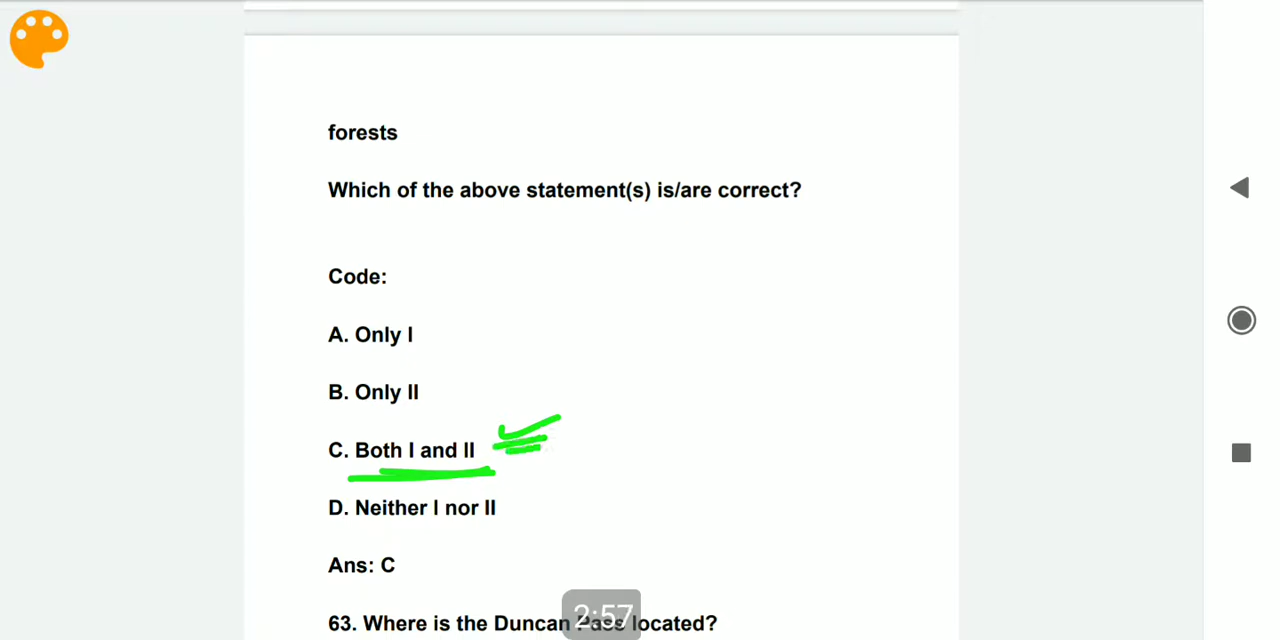 forests
Which of the above statement(s) is/are correct?
Code:
A. Only I
B. Only II
C. Both I and II
D. Neither I nor II
Ans: C
63. Where is the Duncan Pass located?
2:57